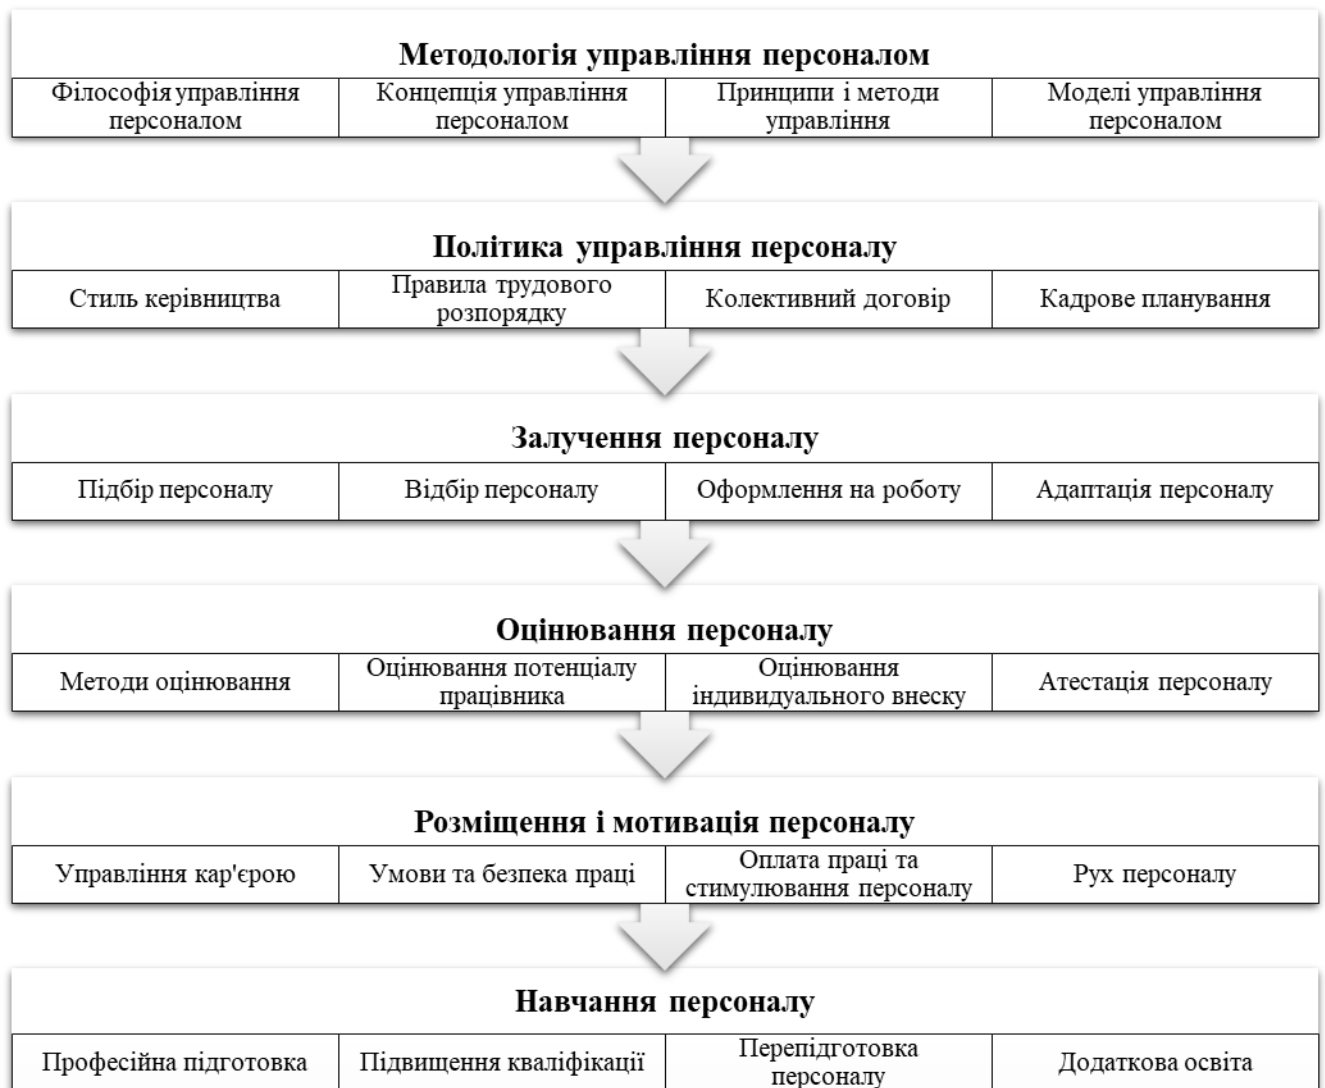 Методологія управління персоналом
Філософія управління
персоналом
Концепція управління
персоналом
Принципи і методи
управління
Моделі управління
персоналом
Політика управління персоналу
Стиль керівництва
Правила трудового
розпорядку
Колективний договір
Кадрове планування
Залучення персоналу
Підбір персоналу
Відбір персоналу
Оформлення на роботу
Адаптація персоналу
Оцінювання персоналу
Методи оцінювання
Оцінювання потенціалу
працівника
Оцінювання
індивидуального внеску
Атестація персоналу
Розміщення і мотивація персоналу
Управління кар'єрою
Умови та безпека праці
Оплата праці та
стимулювання персоналу
Рух персоналу
Навчання персоналу
Професійна підготовка
Підвищення кваліфікації
Перепідготовка
персоналу
Додаткова освіта